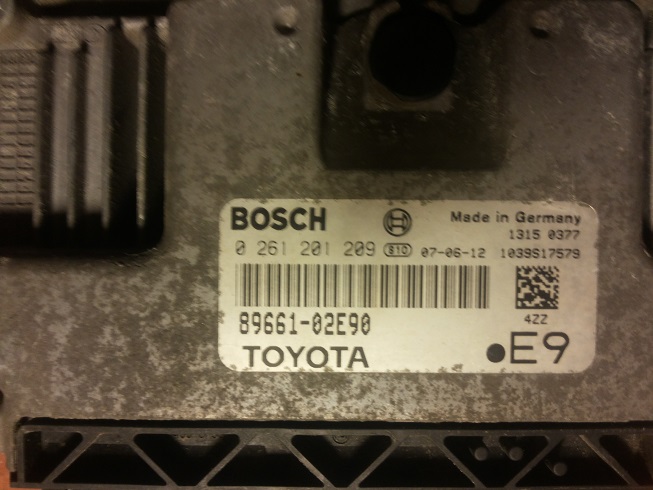 BOSCH Made in Germany
1315 0377
0 261 201 209 S10 07-06-12 1039S17579
89661-02E90 4ZZ
TOYOTA E9